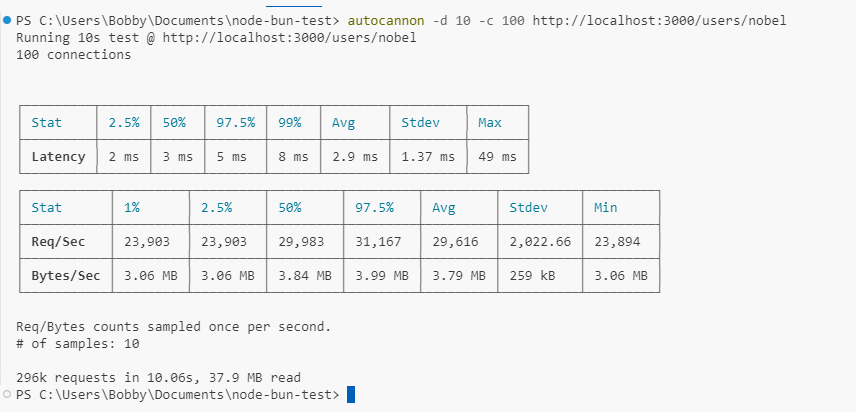 PS C:\Users\Bobby\Documents\node-bun-test> autocannon -d 10 -c 100 http://localhost:3000/users/nobel
Running 10s test @ http://localhost:3000/users/nobel
100 connections
Stat 2.5% 50% 97.5% 99% Avg Stdev Max
Latency 2 ms 3 ms 5 ms 8 ms 2.9 ms 1.37 ms 49 ms
Stat 1% 2.5% 50% 97.5% Avg Stdev Min
Req/Sec 23,903 23,903 29,983 31,167 29,616 2,022.66 23,894
Bytes/Sec 3.06 MB 3.06 MB 3.84 MB 3.99 MB 3.79 MB 259 kB 3.06 MB
Req/Bytes counts sampled once per second.
# of samples: 10
296k requests in 10.06s, 37.9 MB read
PS C:\Users\Bobby\Documents\node-bun-test>